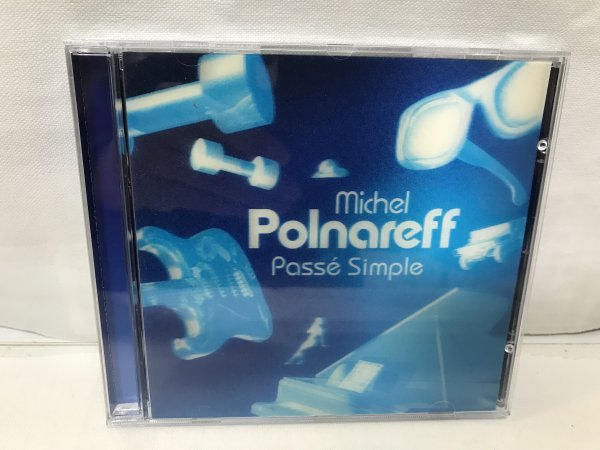 Michel
Polnareff
Passé Simple